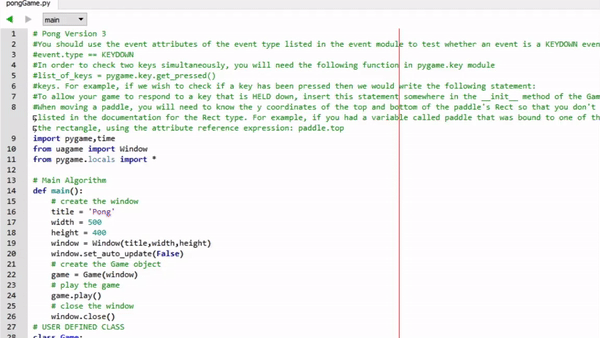 pongGame.py
main
1 # Pong Version 3
2 #You should use the event attributes of the event type listed in the event module to test whether an event is a KEYDOWN even
3 #event.type == KEYDOWN
4 #In order to check two keys simultaneously, you will need the following function in pygame.key module
5 #list_of_keys = pygame.key.get_pressed()
6 #keys. For example, if we wish to check if a key has been pressed then we would write the following statement:
7 #To allow your game to respond to a key that is HELD down, insert this statement somewhere in the __init__ method of the Gam
8 #When moving a paddle, you will need to know the y coordinates of the top and bottom of the paddle's Rect so that you don't
listed in the documentation for the Rect type. For example, if you had a variable called paddle that was bound to one of th
the rectangle, using the attribute reference expression: paddle.top
9 import pygame,time
10 from uagame import Window
11 from pygame.locals import *
12
13 # Main Algorithm
14 def main():
15 # create the window
16 title = 'Pong'
17 width = 500
18 height = 400
19 window = Window(title,width,height)
20 window.set_auto_update(False)
21 # create the Game object
22 game = Game(window)
23 # play the game
24 game.play()
25 # close the window
26 window.close()
27 # USER DEFINED CLASS
28 class Game: